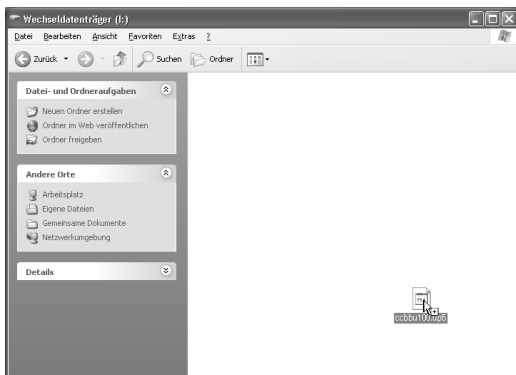 Wechseldatenträger (I:)
Datei Bearbeiten Ansicht Favoriten Extras ?
Zurück Suchen Ordner
Datei- und Ordneraufgaben
Neuen Ordner erstellen
Ordner im Web veröffentlichen
Ordner freigeben
Andere Orte
Arbeitsplatz
Eigene Dateien
Gemeinsame Dokumente
Netzwerkumgebung
Details